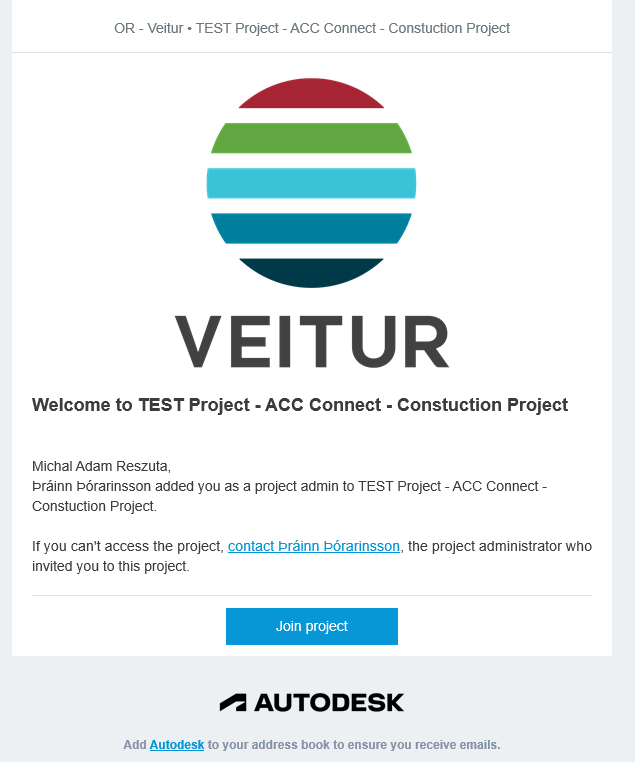 OR - Veitur • TEST Project - ACC Connect - Constuction Project
VEITUR
Welcome to TEST Project - ACC Connect - Constuction Project
Michal Adam Reszuta,
Þráinn Þórarinsson added you as a project admin to TEST Project - ACC Connect -
Constuction Project.
If you can't access the project, contact Þráinn Þórarinsson, the project administrator who
invited you to this project.
Join project
AUTODESK
Add Autodesk to your address book to ensure you receive emails.